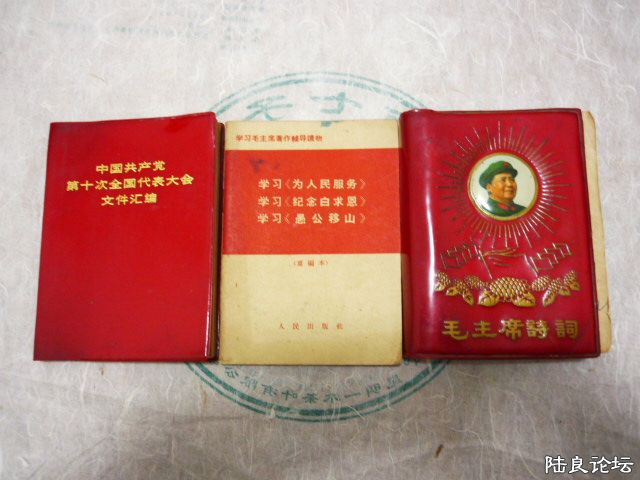 中国共产党
第十次全国代表大会
文件汇编
学习毛主席著作辅导读物
学习《为人民服务》
学习《纪念白求恩》
学习《愚公移山》
（重编本）
人民出版社
毛主席詩詞
陆良论坛